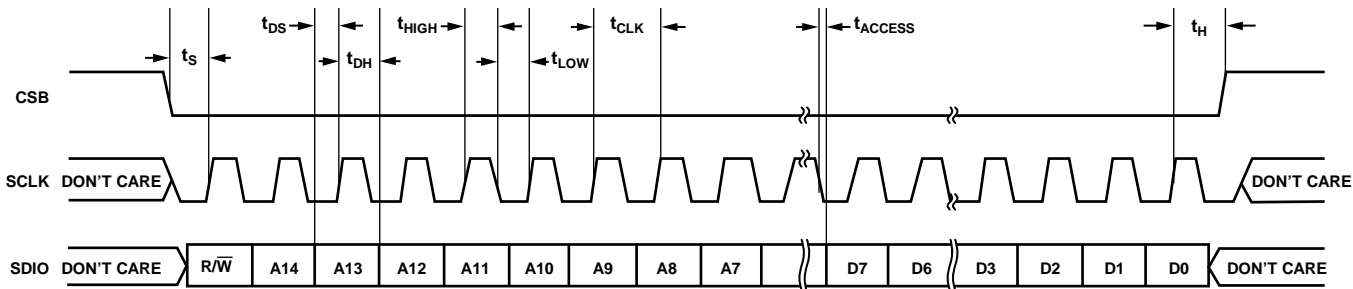 tDS tHIGH tCLK tACCESS tH
tS tDH tLOW
CSB
SCLK DON'T CARE DON'T CARE
SDIO DON'T CARE R/W̅ A14 A13 A12 A11 A10 A9 A8 A7 D7 D6 D3 D2 D1 D0 DON'T CARE